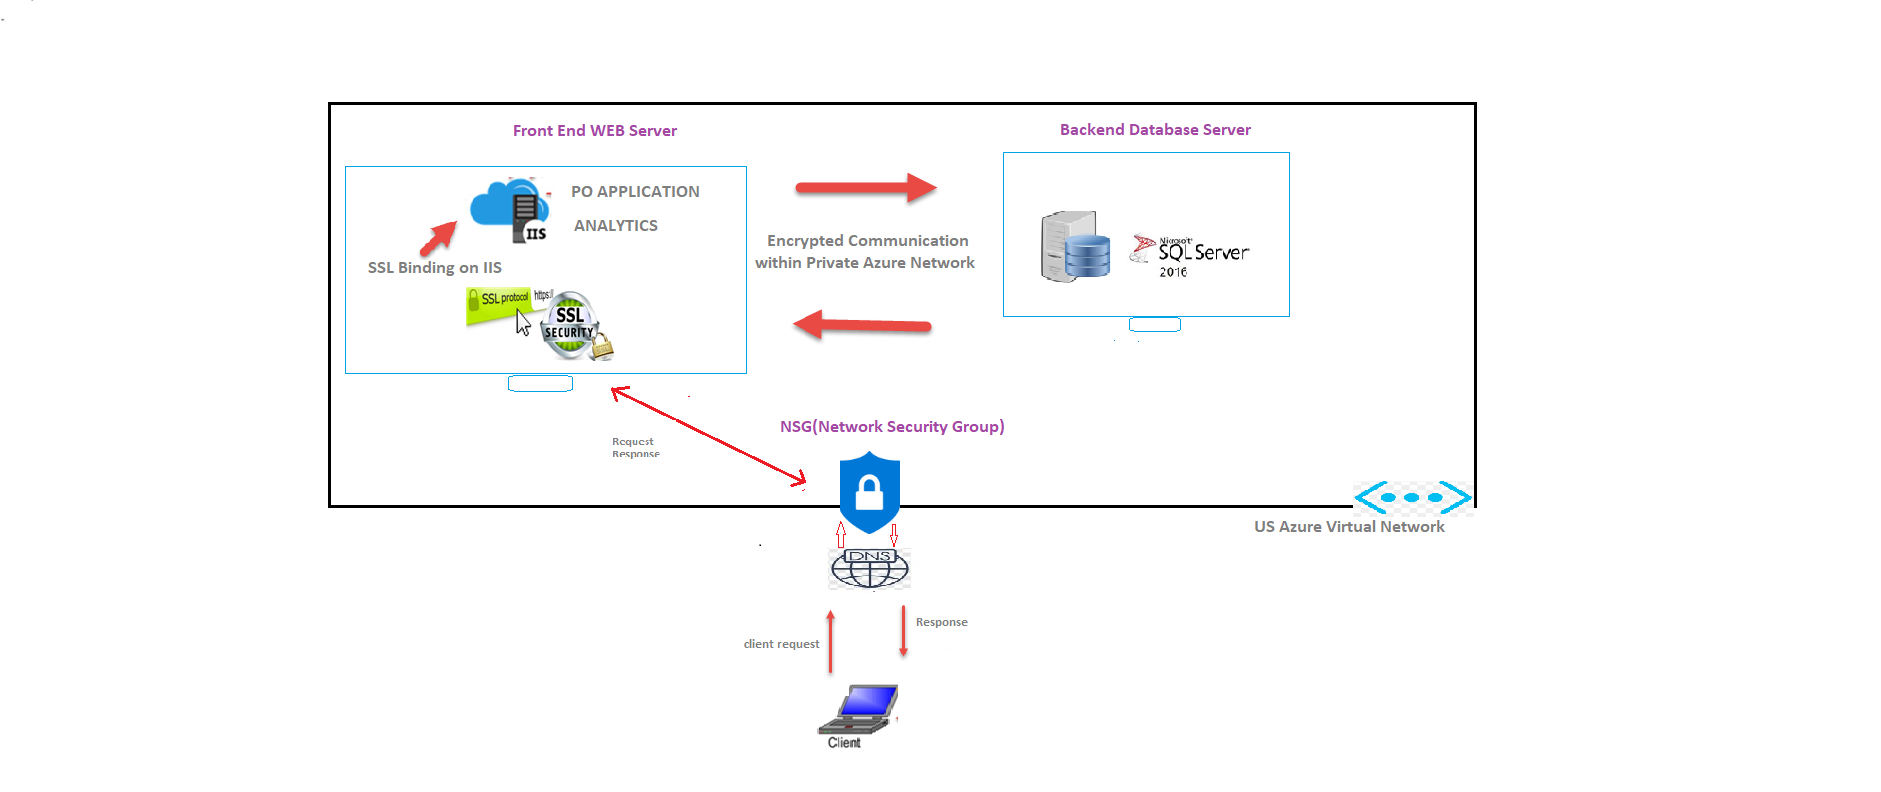 Front End WEB Server
Backend Database Server
PO APPLICATION
ANALYTICS
IIS
SSL Binding on IIS
SSL protocol https://
SSL
SECURITY
Encrypted Communication
within Private Azure Network
Microsoft
SQL Server
2016
NSG(Network Security Group)
Request
Response
US Azure Virtual Network
DNS
client request
Response
Client